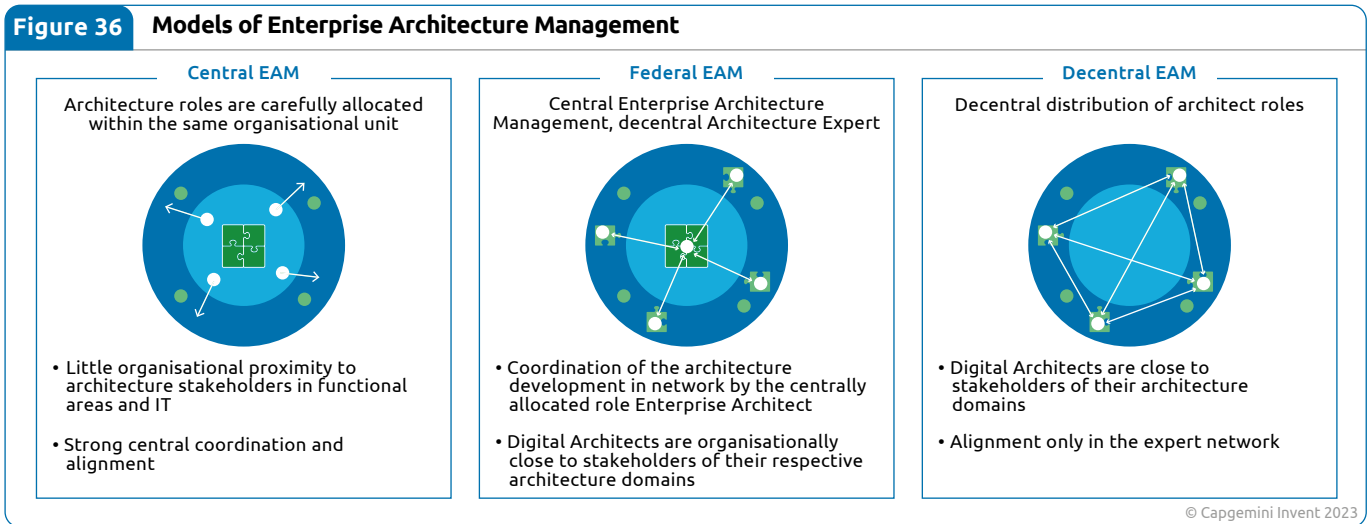 Figure 36
Models of Enterprise Architecture Management
Central EAM
Architecture roles are carefully allocated
within the same organisational unit
• Little organisational proximity to
architecture stakeholders in functional
areas and IT
• Strong central coordination and
alignment
Federal EAM
Central Enterprise Architecture
Management, decentral Architecture Expert
• Coordination of the architecture
development in network by the centrally
allocated role Enterprise Architect
• Digital Architects are organisationally
close to stakeholders of their respective
architecture domains
Decentral EAM
Decentral distribution of architect roles
• Digital Architects are close to
stakeholders of their architecture
domains
• Alignment only in the expert network
© Capgemini Invent 2023